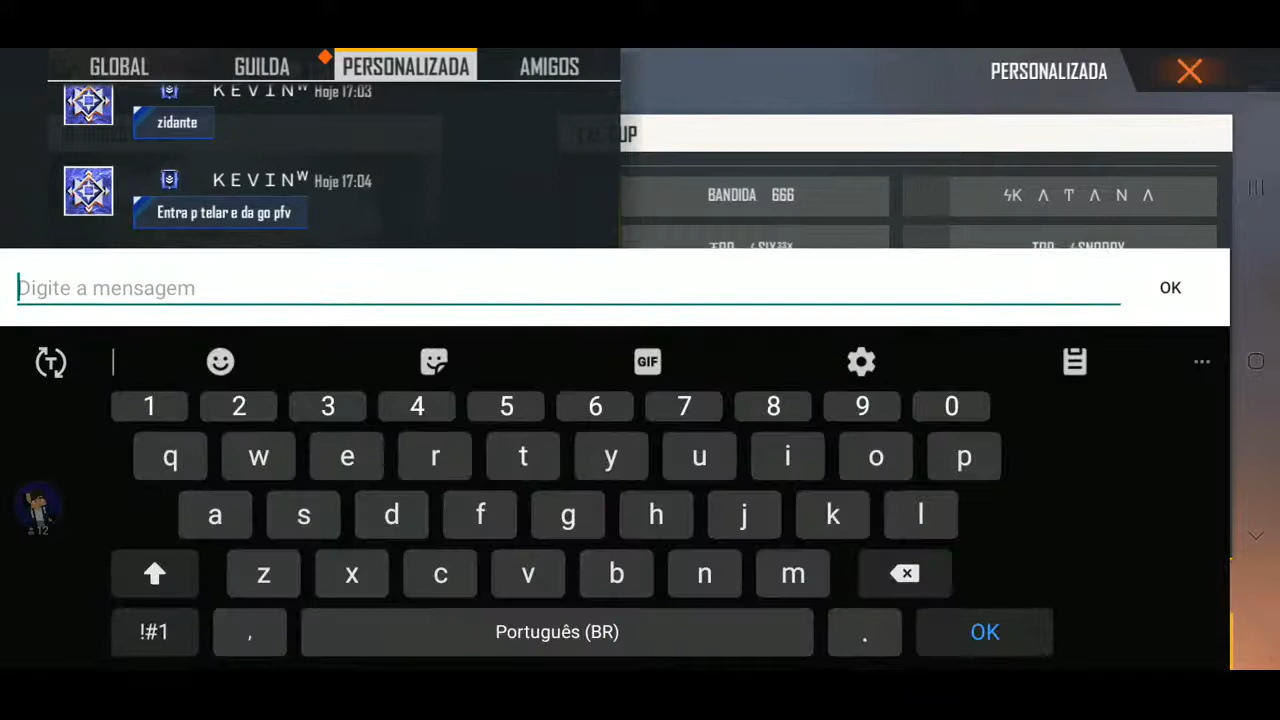 GLOBAL
GUILDA
PERSONALIZADA
AMIGOS
PERSONALIZADA
K E V I N ᵂ Hoje 17:03
zidante
CUP
K E V I N ᵂ Hoje 17:04
Entra p telar e da go pfv
BANDIDA 666
ϟK Λ T Λ N Λ
Digite a mensagem
OK
GIF
1 2 3 4 5 6 7 8 9 0
q w e r t y u i o p
a s d f g h j k l
12
z x c v b n m
!#1 , Português (BR) . OK